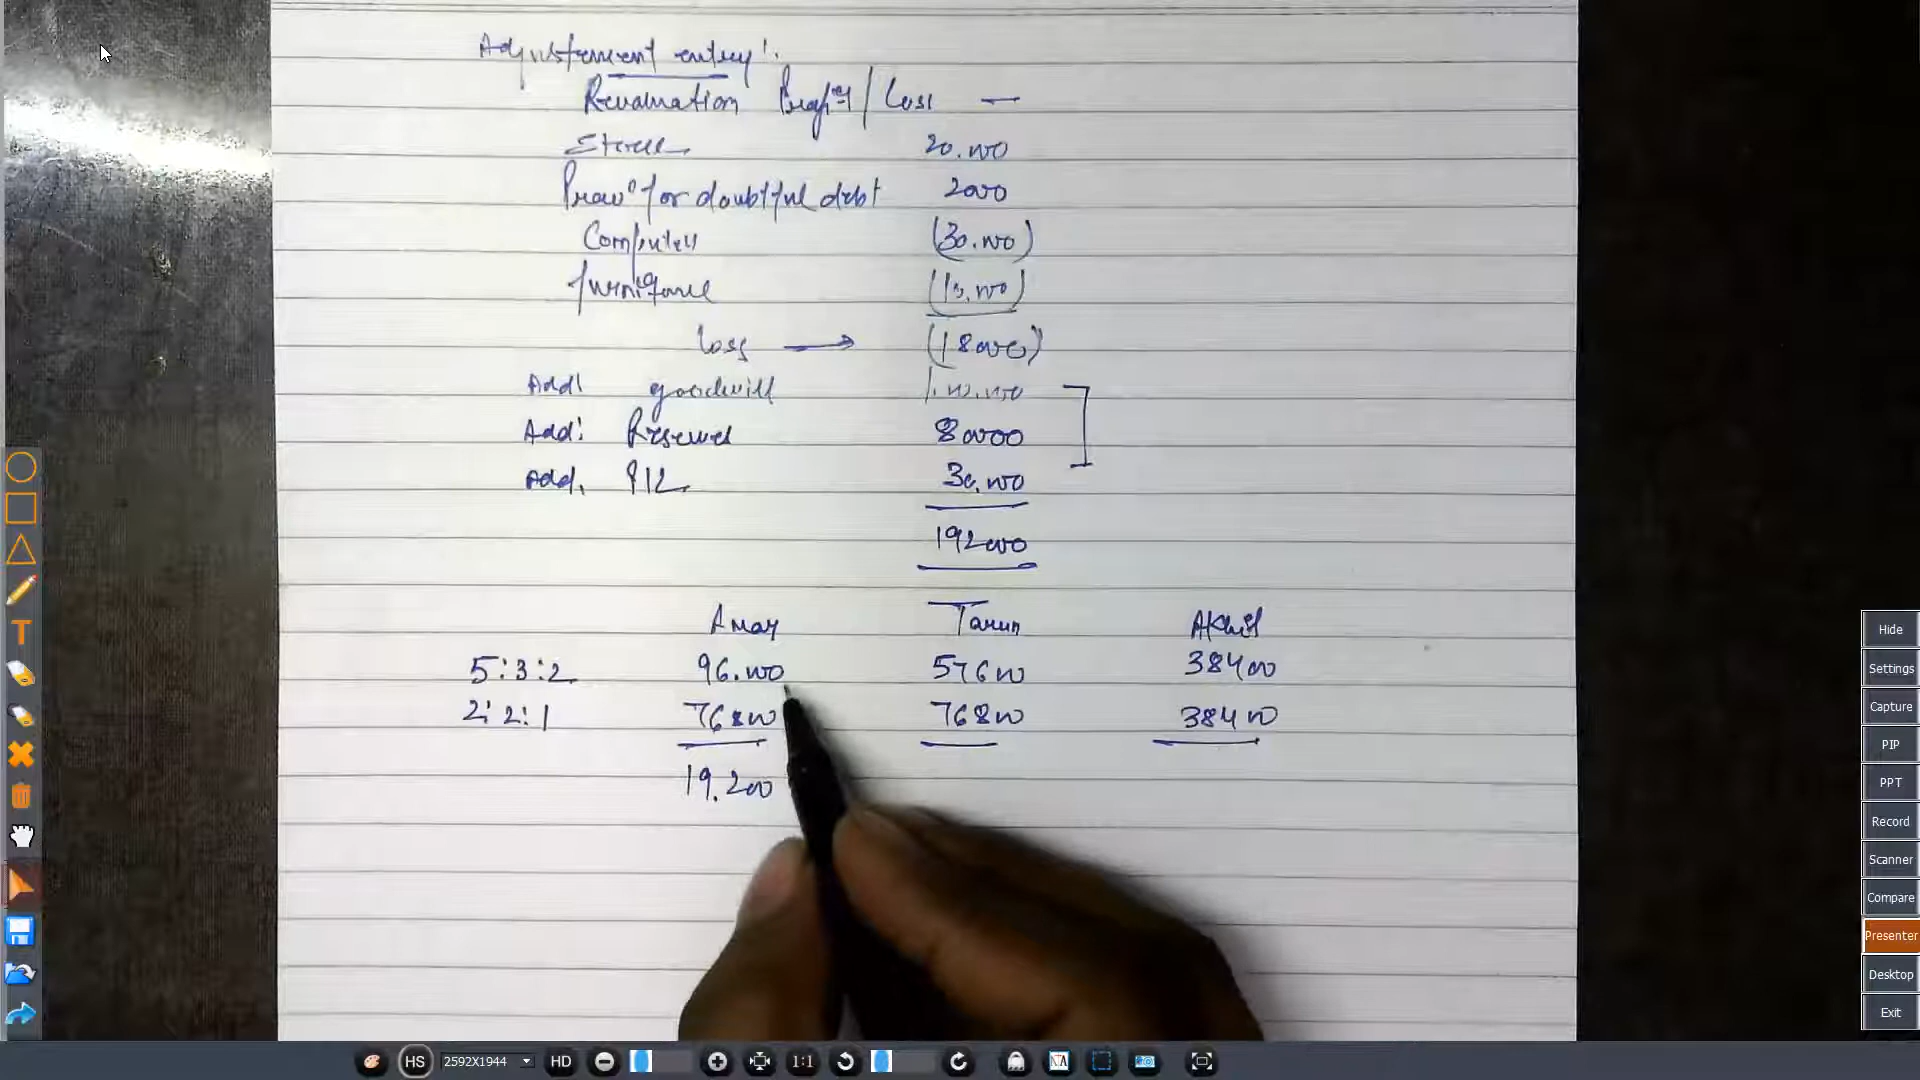 Adjustement entry:
Revaluation Profit / Loss —
Stock 20,000
Provn for doubtful debt 2000
Computer (30,000)
furniture (10,000)
Loss → (18000)
Add: goodwill 1,00,000
Add: Reserves 80000
Add. P/L 30,000
192000
Amay Tarun Akhil
5:3:2 96,000 57600 38400
2:2:1 76800 76800 38400
19,200
Hide
Settings
Capture
PIP
PPT
Record
Scanner
Compare
Presenter
Desktop
Exit
T
HS 2592X1944 HD 1:1